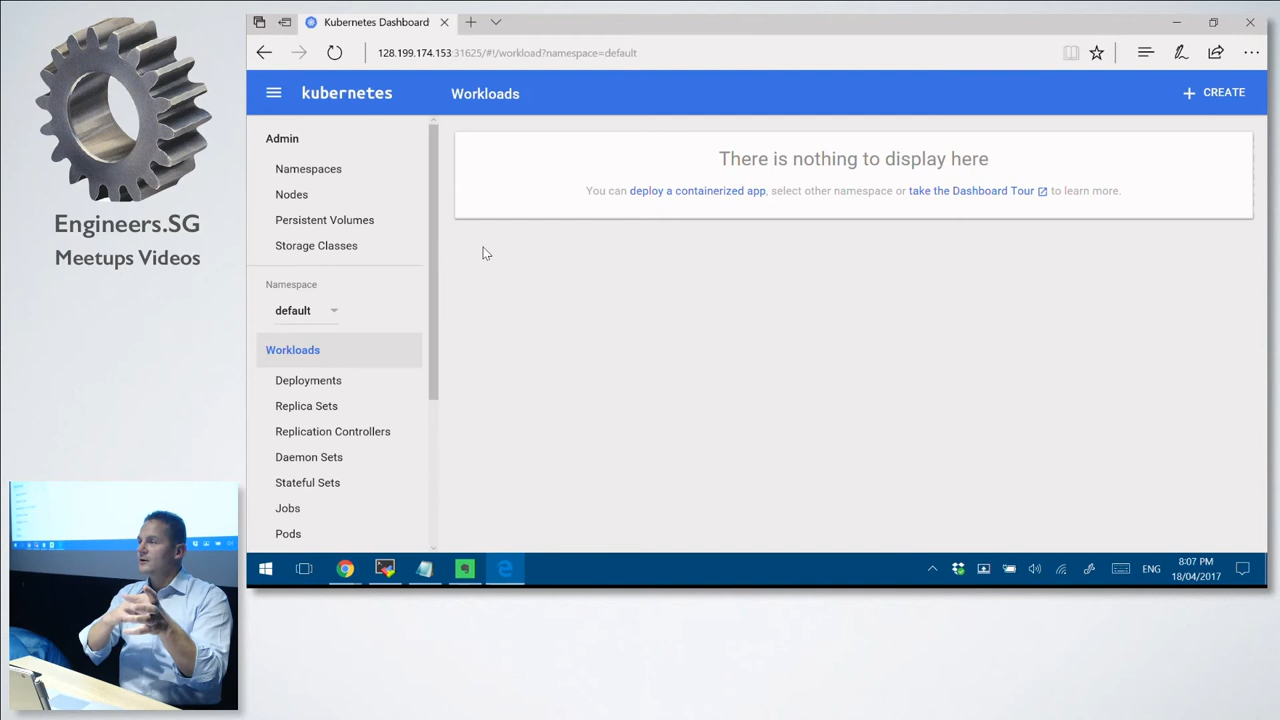 Engineers.SG
Meetups Videos
Kubernetes Dashboard
128.199.174.153:31625/#!/workload?namespace=default
kubernetes
Workloads
+ CREATE
Admin
Namespaces
Nodes
Persistent Volumes
Storage Classes
Namespace
default
Workloads
Deployments
Replica Sets
Replication Controllers
Daemon Sets
Stateful Sets
Jobs
Pods
There is nothing to display here
You can deploy a containerized app, select other namespace or take the Dashboard Tour to learn more.
ENG
8:07 PM
18/04/2017